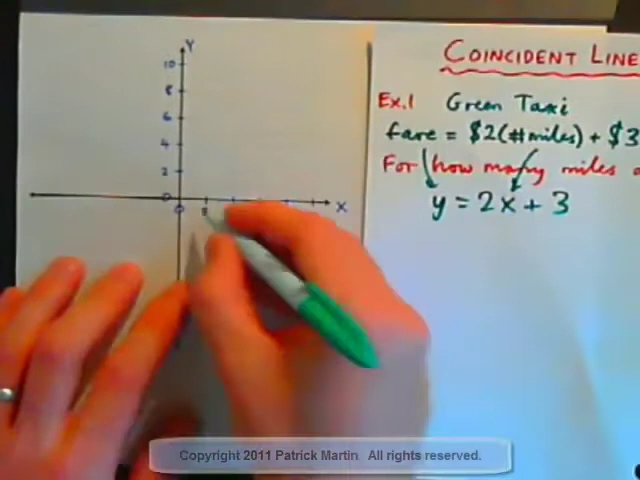 COINCIDENT LINE
Ex.1 Green Taxi
fare = $2(#miles) + $3
For how many miles
y = 2x + 3
Y
10
8
6
4
2
0
0
X
Copyright 2011 Patrick Martin. All rights reserved.